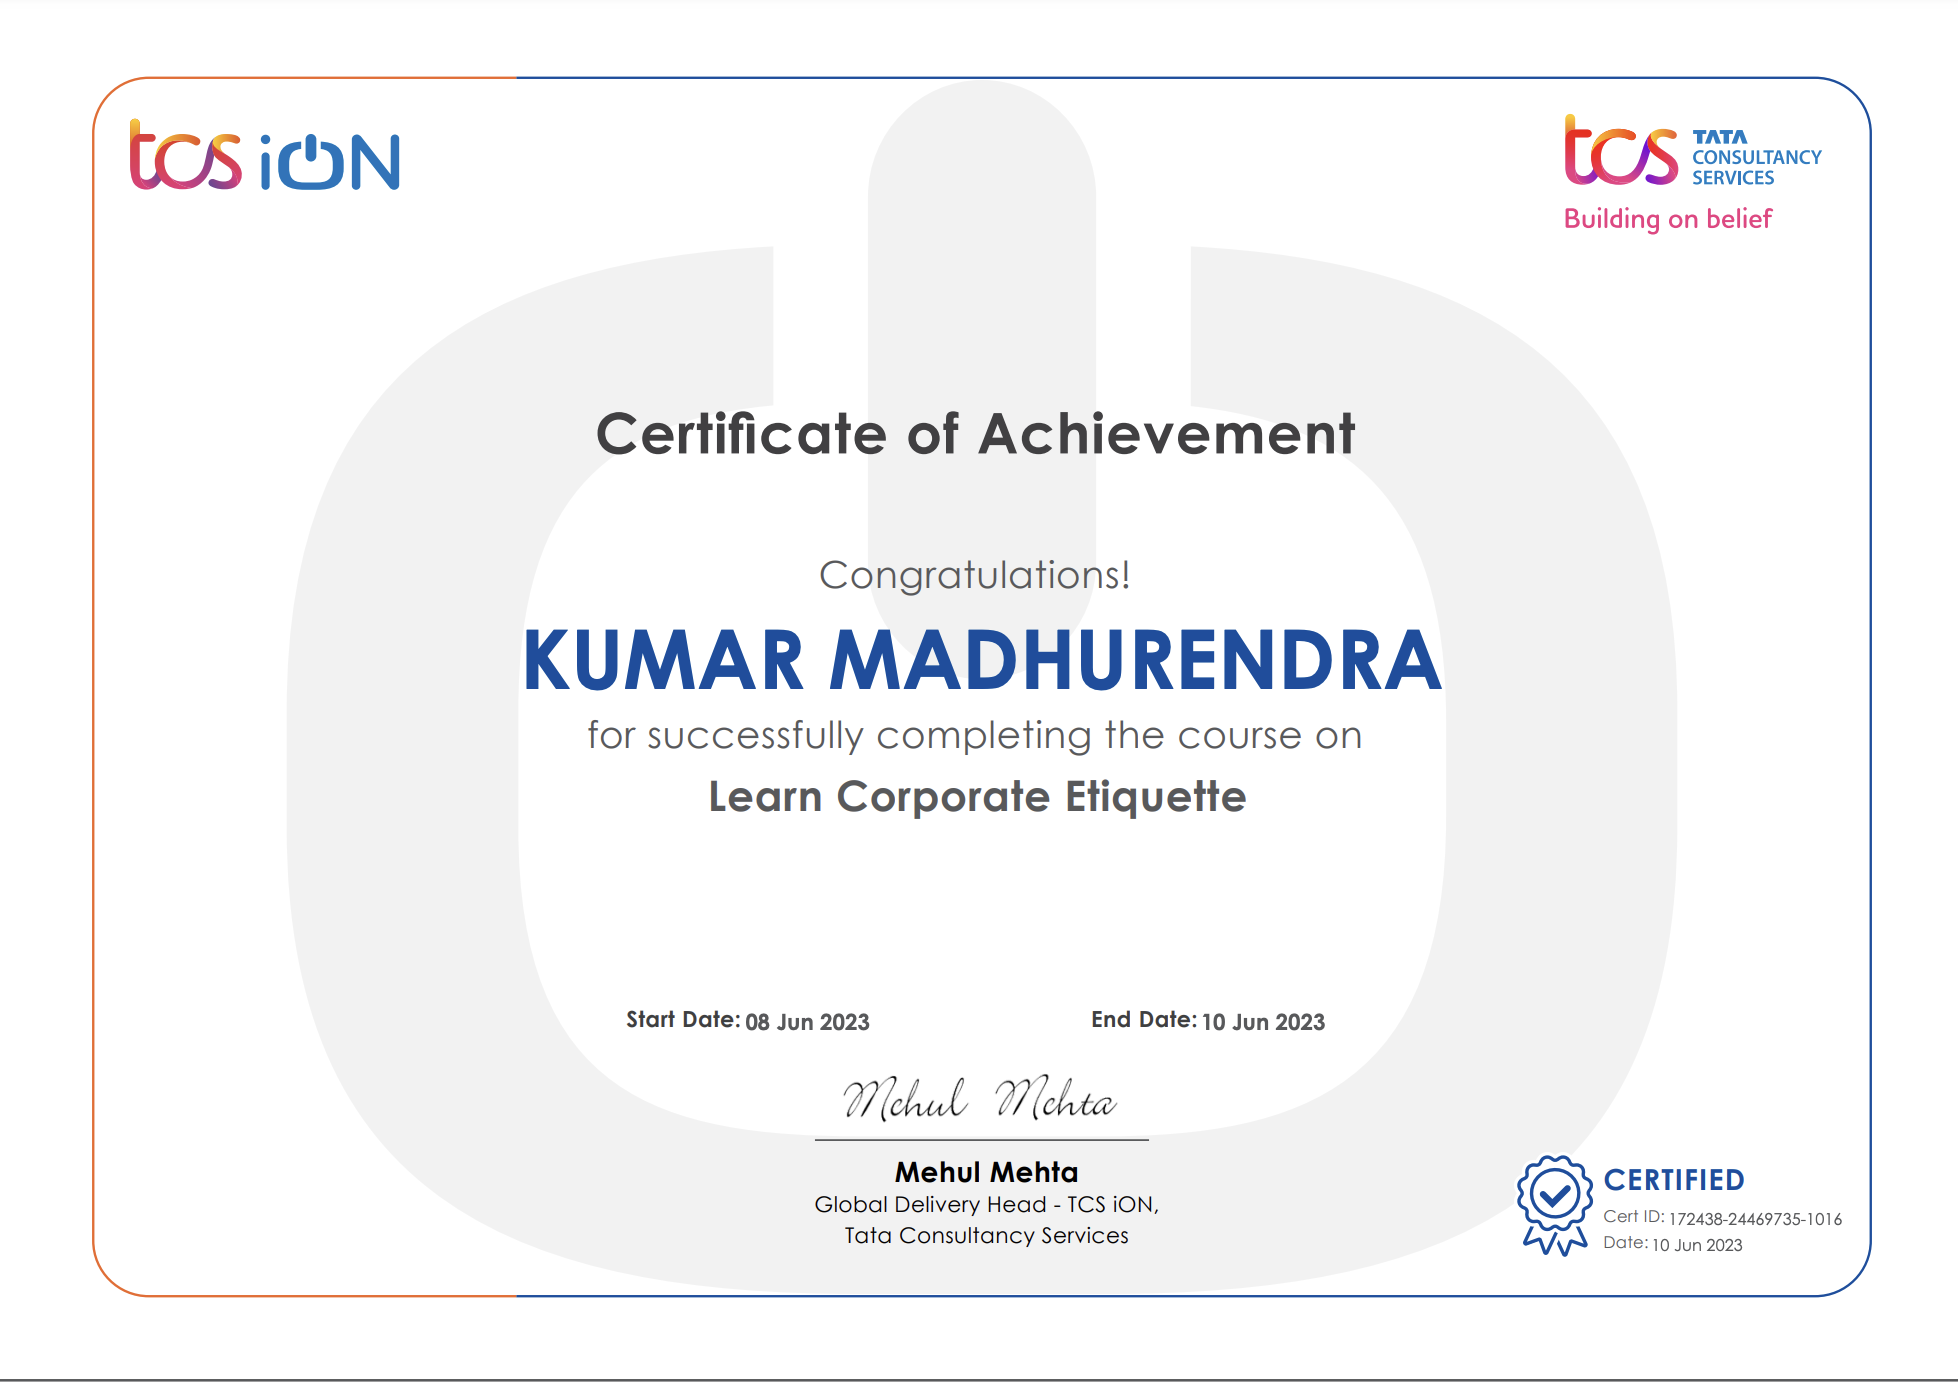 tcs iON
tcs TATA
CONSULTANCY
SERVICES
Building on belief
Certificate of Achievement
Congratulations!
KUMAR MADHURENDRA
for successfully completing the course on
Learn Corporate Etiquette
Start Date: 08 Jun 2023 End Date: 10 Jun 2023
Mehul Mehta
Mehul Mehta
Global Delivery Head - TCS iON,
Tata Consultancy Services
CERTIFIED
Cert ID: 172438-24469735-1016
Date: 10 Jun 2023